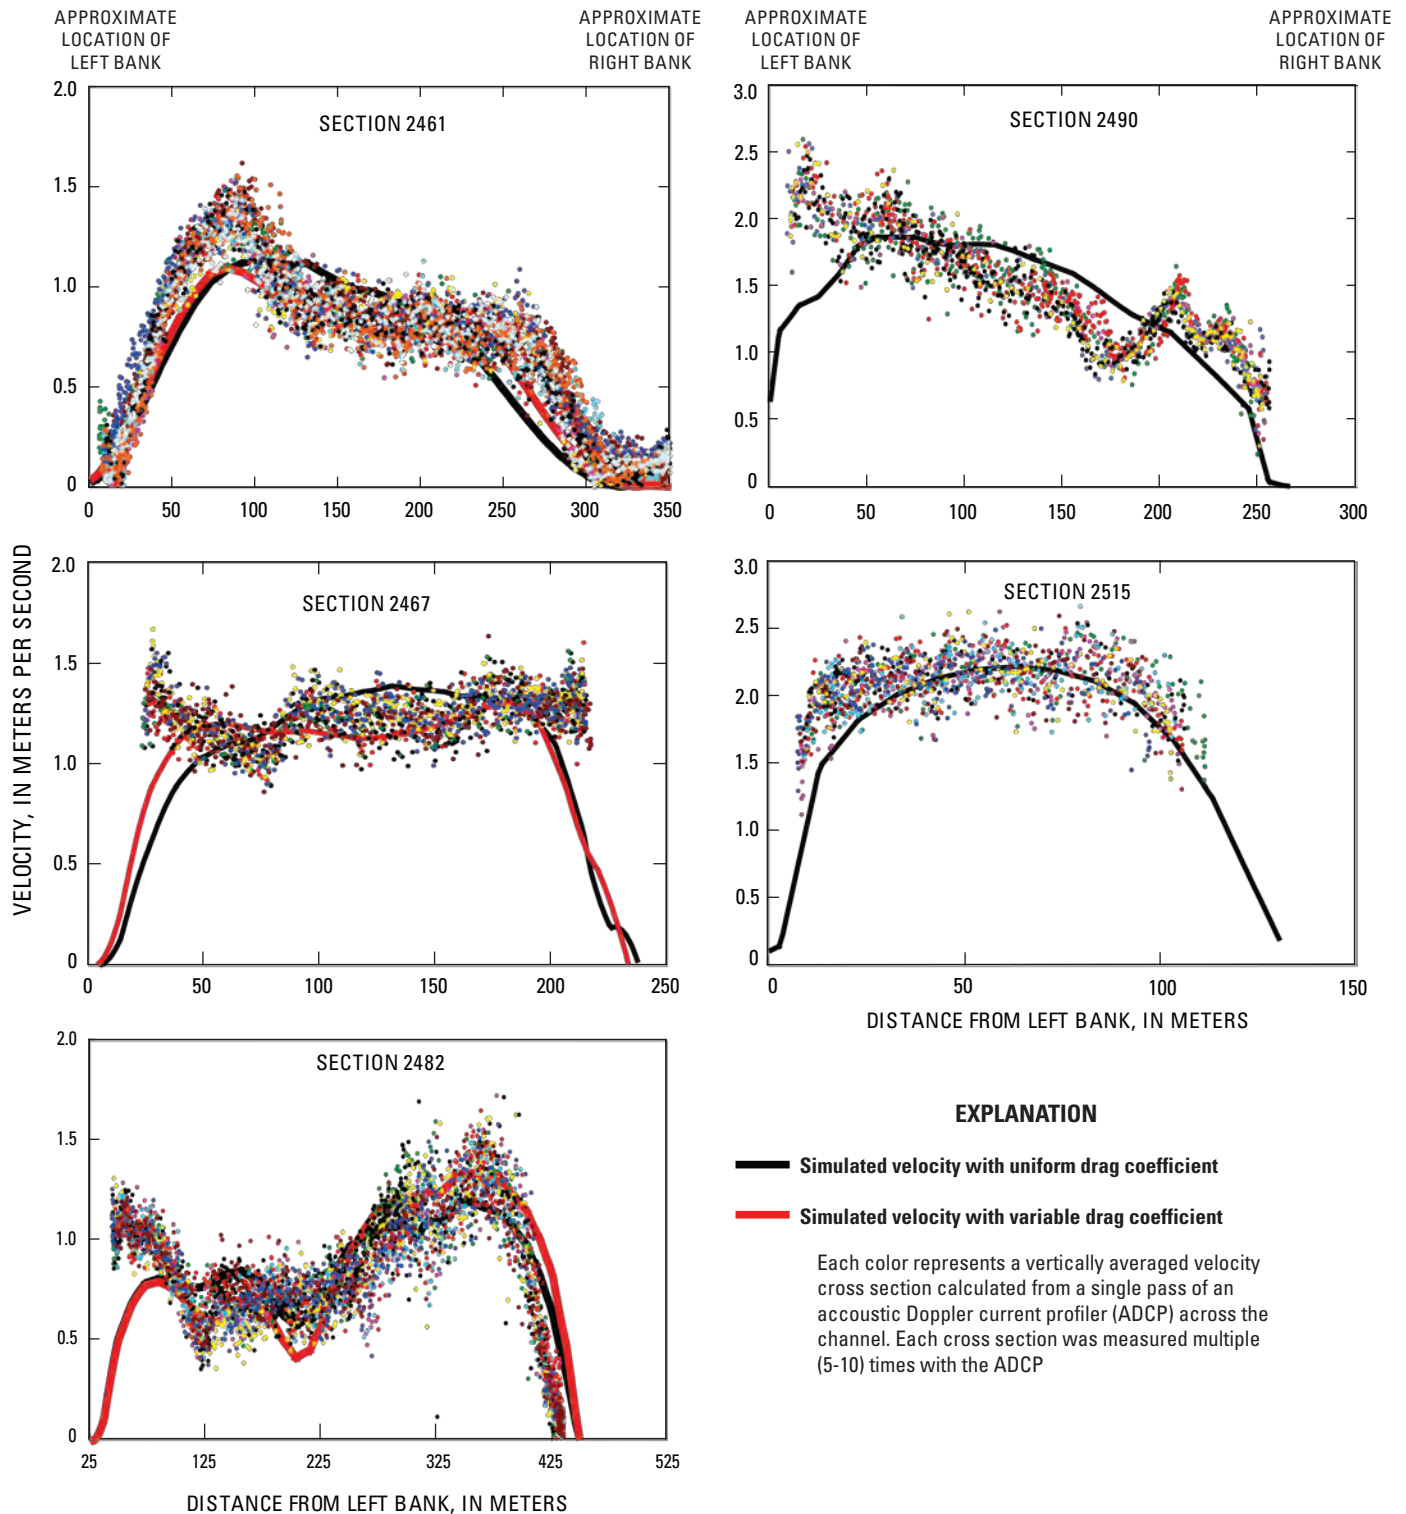 APPROXIMATE
LOCATION OF
LEFT BANK
APPROXIMATE
LOCATION OF
RIGHT BANK
APPROXIMATE
LOCATION OF
LEFT BANK
APPROXIMATE
LOCATION OF
RIGHT BANK
VELOCITY, IN METERS PER SECOND
SECTION 2461
2.0
1.5
1.0
0.5
0
0 50 100 150 200 250 300 350
SECTION 2490
3.0
2.5
2.0
1.5
1.0
0.5
0
0 50 100 150 200 250 300
SECTION 2467
2.0
1.5
1.0
0.5
0
0 50 100 150 200 250
SECTION 2515
3.0
2.5
2.0
1.5
1.0
0.5
0
0 50 100 150
DISTANCE FROM LEFT BANK, IN METERS
SECTION 2482
2.0
1.5
1.0
0.5
0
25 125 225 325 425 525
DISTANCE FROM LEFT BANK, IN METERS
EXPLANATION
Simulated velocity with uniform drag coefficient
Simulated velocity with variable drag coefficient
Each color represents a vertically averaged velocity
cross section calculated from a single pass of an
accoustic Doppler current profiler (ADCP) across the
channel. Each cross section was measured multiple
(5-10) times with the ADCP